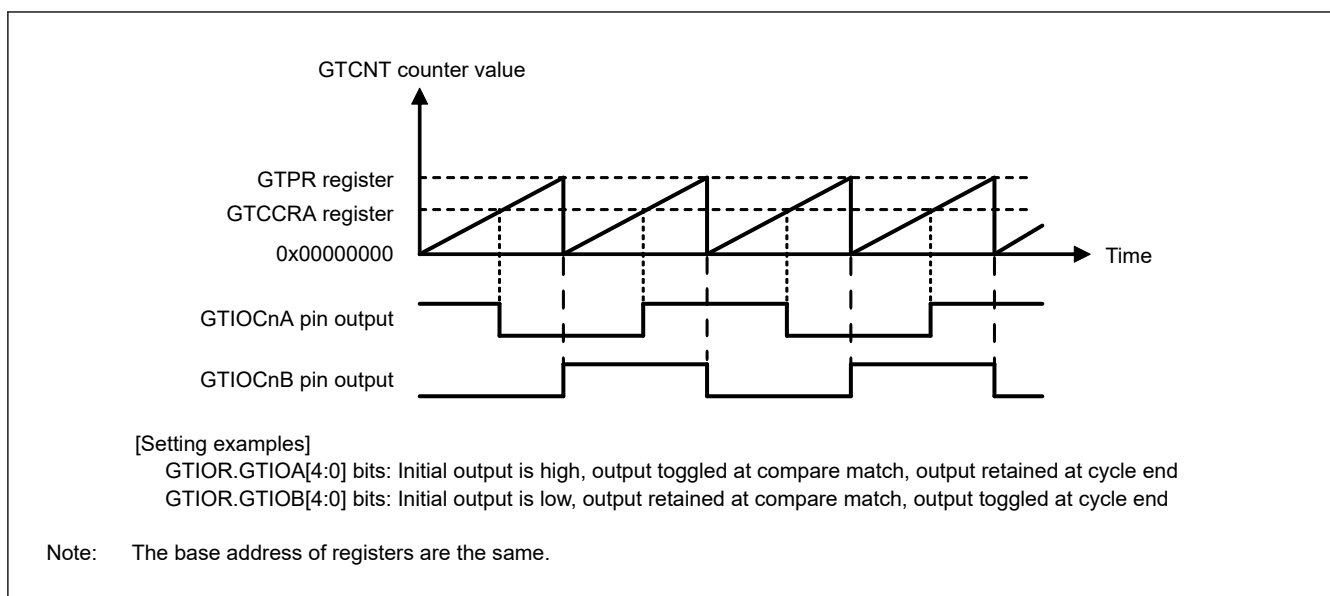 GTCNT counter value
GTPR register
GTCCRA register
0x00000000
Time
GTIOCnA pin output
GTIOCnB pin output
[Setting examples]
GTIOR.GTIOA[4:0] bits: Initial output is high, output toggled at compare match, output retained at cycle end
GTIOR.GTIOB[4:0] bits: Initial output is low, output retained at compare match, output toggled at cycle end
Note: The base address of registers are the same.